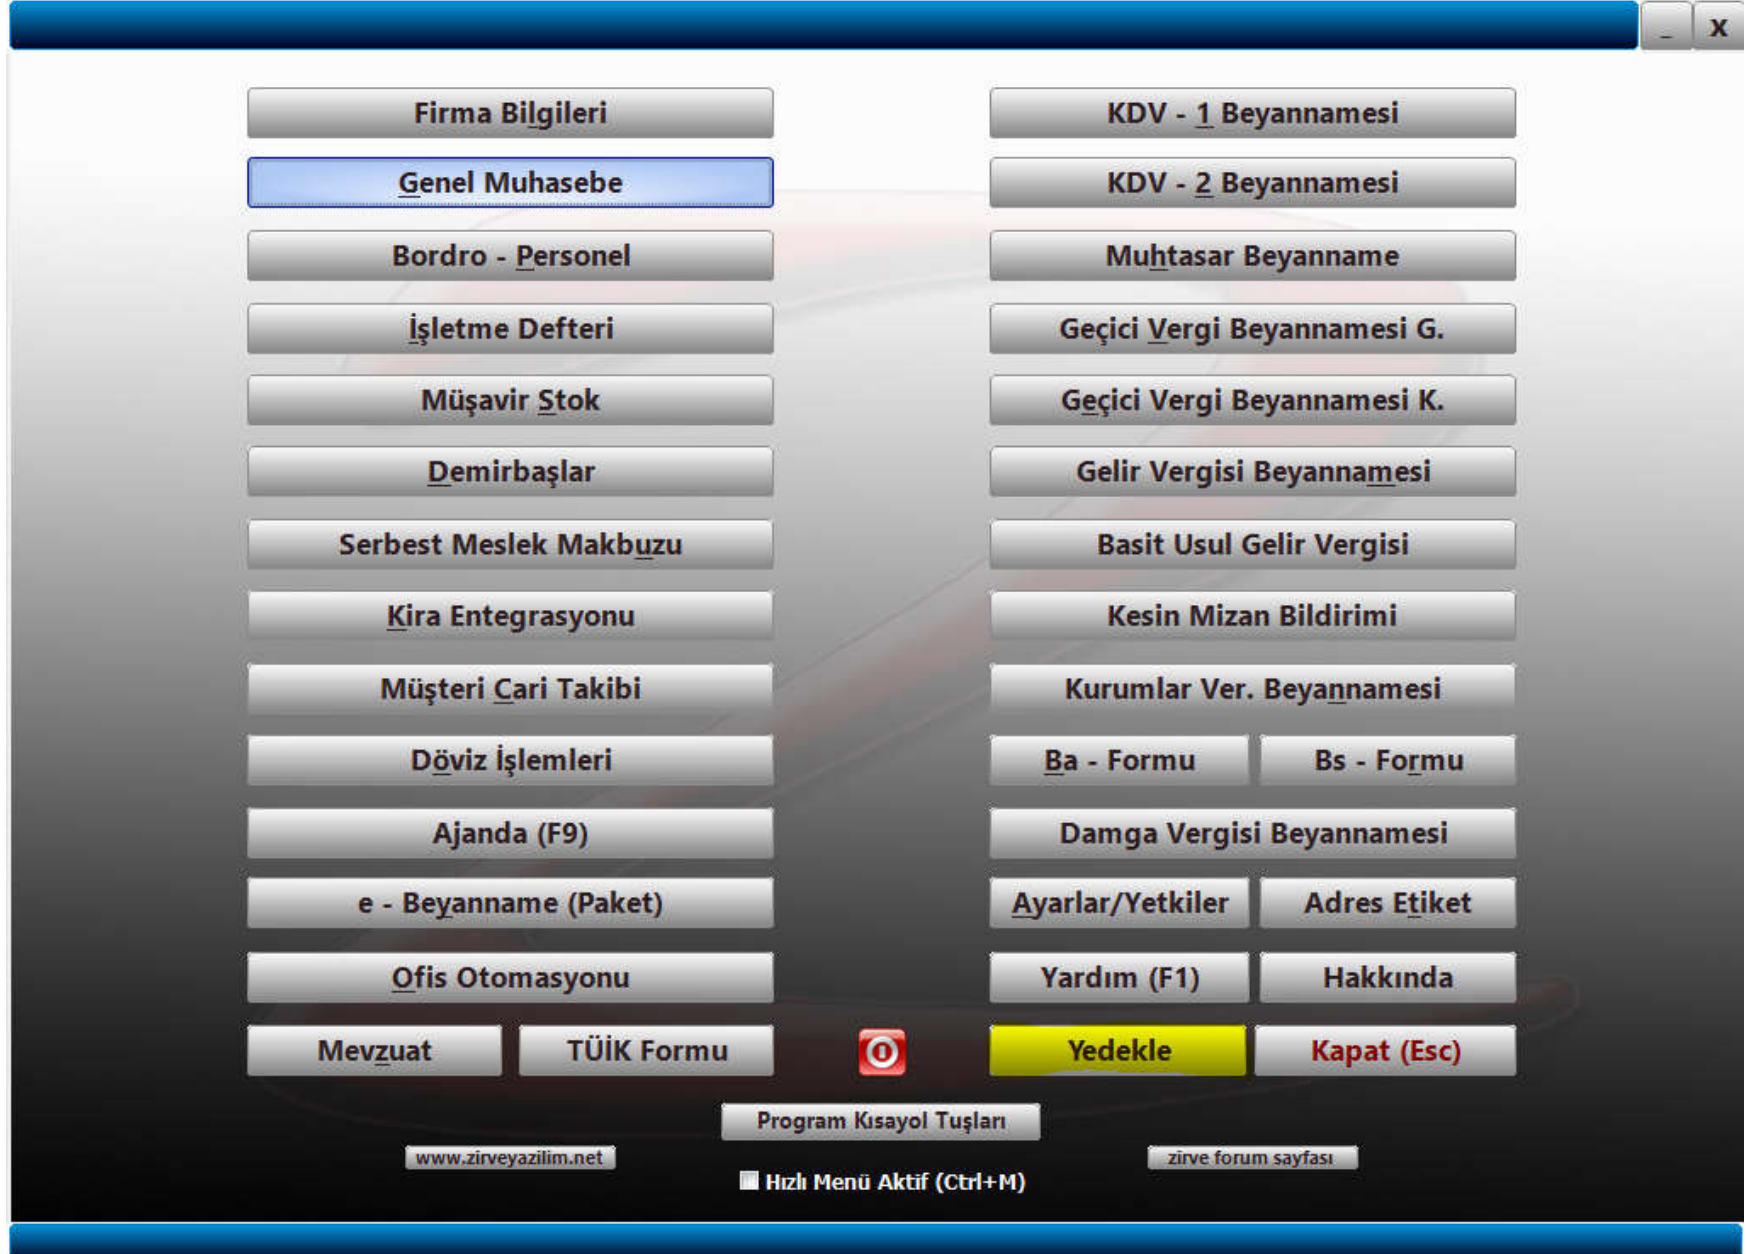 _ X
Firma Bilgileri
Genel Muhasebe
Bordro - Personel
İşletme Defteri
Müşavir Stok
Demirbaşlar
Serbest Meslek Makbuzu
Kira Entegrasyonu
Müşteri Cari Takibi
Döviz İşlemleri
Ajanda (F9)
e - Beyanname (Paket)
Ofis Otomasyonu
Mevzuat
TÜİK Formu
KDV - 1 Beyannamesi
KDV - 2 Beyannamesi
Muhtasar Beyanname
Geçici Vergi Beyannamesi G.
Geçici Vergi Beyannamesi K.
Gelir Vergisi Beyannamesi
Basit Usul Gelir Vergisi
Kesin Mizan Bildirimi
Kurumlar Ver. Beyannamesi
Ba - Formu
Bs - Formu
Damga Vergisi Beyannamesi
Ayarlar/Yetkiler
Adres Etiket
Yardım (F1)
Hakkında
Yedekle
Kapat (Esc)
Program Kısayol Tuşları
www.zirveyazilim.net
zirve forum sayfası
Hızlı Menü Aktif (Ctrl+M)